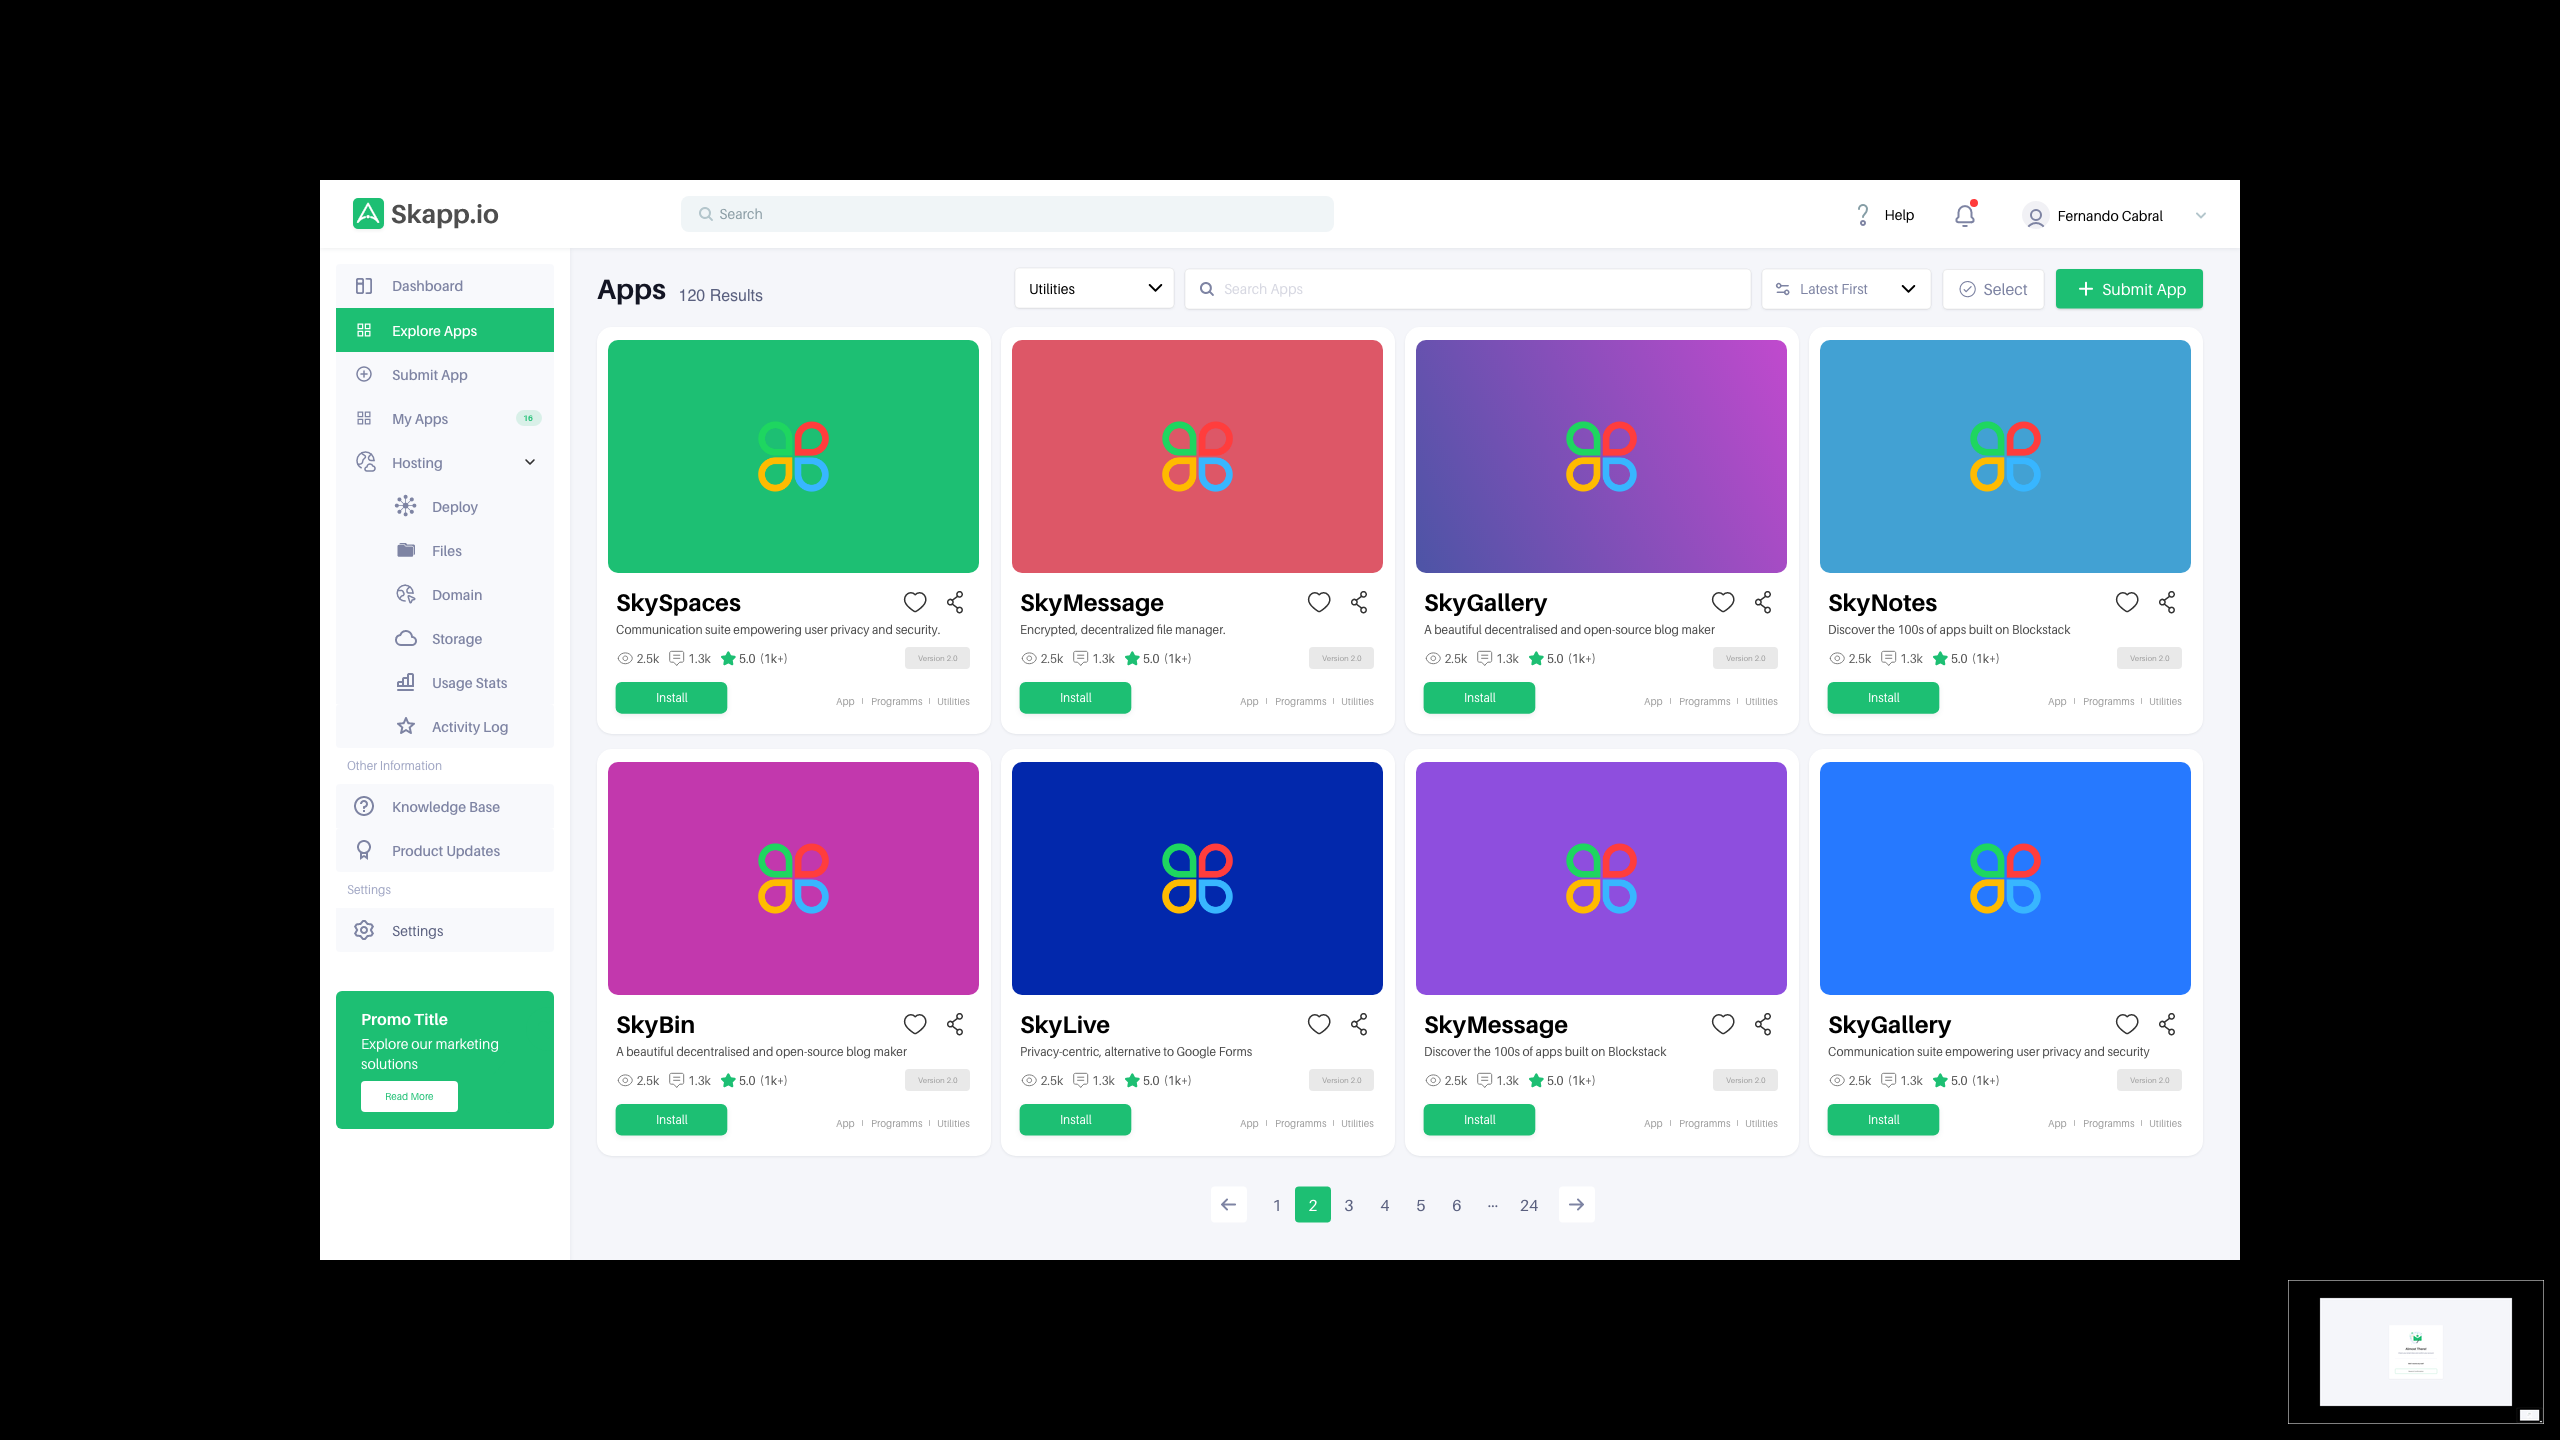 Skapp.io
Search
Help
Fernando Cabral
Dashboard
Explore Apps
Submit App
My Apps
16
Hosting
Deploy
Files
Domain
Storage
Usage Stats
Activity Log
Other Information
Knowledge Base
Product Updates
Settings
Settings
Promo Title
Explore our marketing
solutions
Read More
Apps 120 Results
Utilities
Search Apps
Latest First
Select
Submit App
SkySpaces
Communication suite empowering user privacy and security.
2.5k 1.3k 5.0 (1k+) Version 2.0
Install App Programms Utilities
SkyMessage
Encrypted, decentralized file manager.
2.5k 1.3k 5.0 (1k+) Version 2.0
Install App Programms Utilities
SkyGallery
A beautiful decentralised and open-source blog maker
2.5k 1.3k 5.0 (1k+) Version 2.0
Install App Programms Utilities
SkyNotes
Discover the 100s of apps built on Blockstack
2.5k 1.3k 5.0 (1k+) Version 2.0
Install App Programms Utilities
SkyBin
A beautiful decentralised and open-source blog maker
2.5k 1.3k 5.0 (1k+) Version 2.0
Install App Programms Utilities
SkyLive
Privacy-centric, alternative to Google Forms
2.5k 1.3k 5.0 (1k+) Version 2.0
Install App Programms Utilities
SkyMessage
Discover the 100s of apps built on Blockstack
2.5k 1.3k 5.0 (1k+) Version 2.0
Install App Programms Utilities
SkyGallery
Communication suite empowering user privacy and security
2.5k 1.3k 5.0 (1k+) Version 2.0
Install App Programms Utilities
1 2 3 4 5 6 ... 24